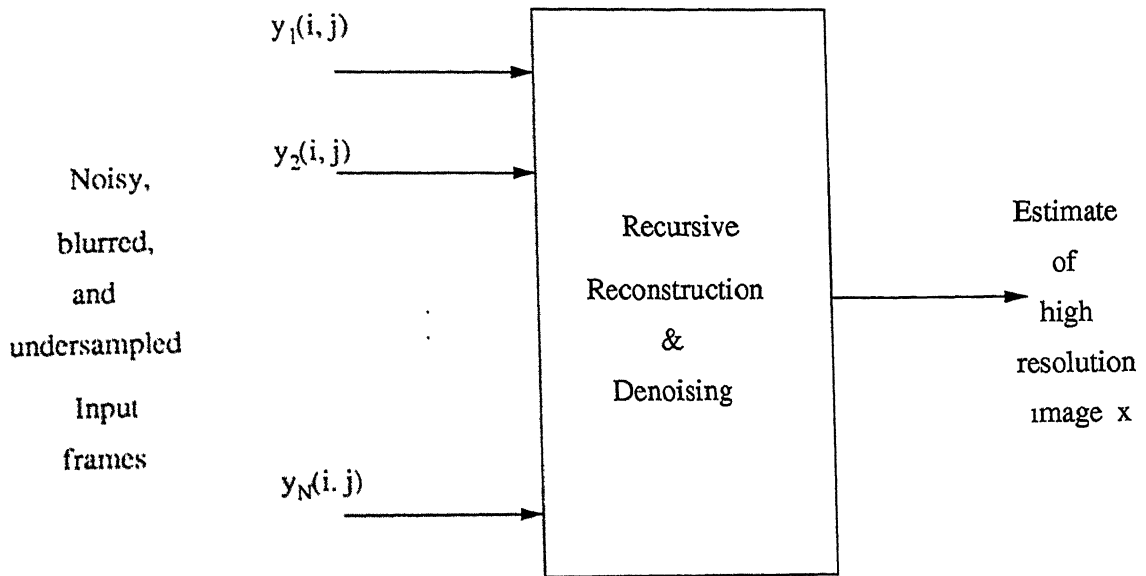 y1(i, j)
y2(i, j)
yN(i. j)
Noisy,
blurred,
and
undersampled
Input
frames
Recursive
Reconstruction
&
Denoising
Estimate
of
high
resolution
image x